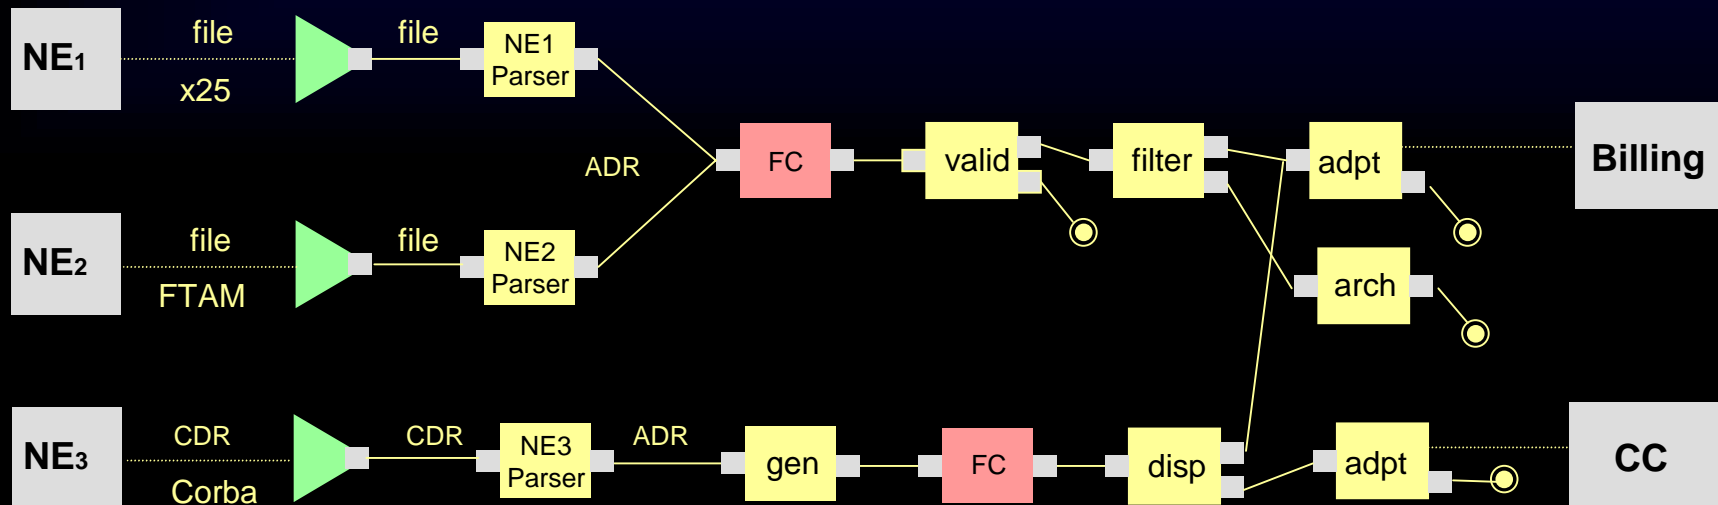 NE1
file
x25
file
NE1
Parser
ADR
FC
valid
filter
adpt
Billing
NE2
file
FTAM
file
NE2
Parser
arch
NE3
CDR
Corba
CDR
NE3
Parser
ADR
gen
FC
disp
adpt
CC